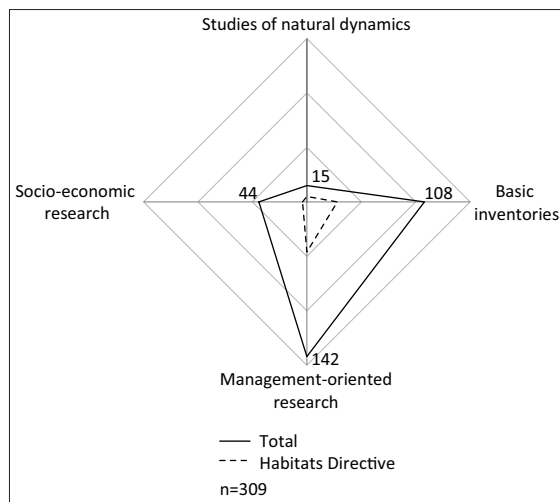 Studies of natural dynamics
15
44
108
Socio-economic
research
Basic
inventories
142
Management-oriented
research
Total
Habitats Directive
n=309